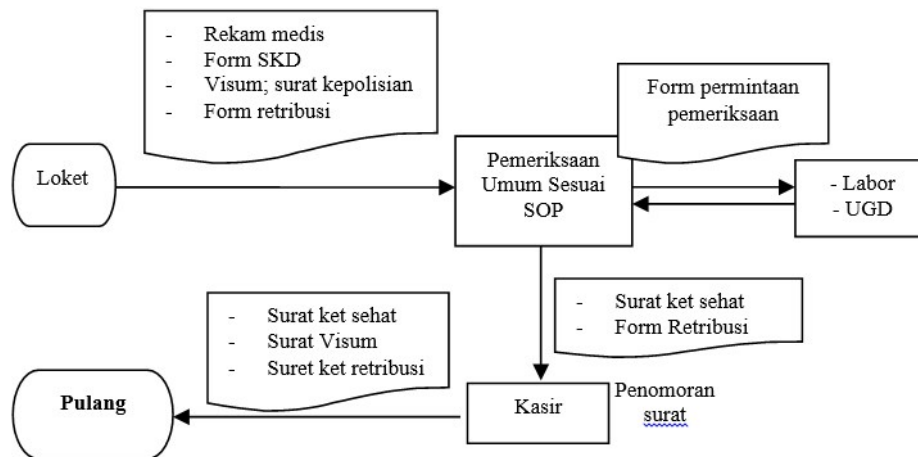 - Rekam medis
- Form SKD
- Visum; surat kepolisian
- Form retribusi
Form permintaan
pemeriksaan
Loket
Pemeriksaan
Umum Sesuai
SOP
- Labor
- UGD
- Surat ket sehat
- Form Retribusi
- Surat ket sehat
- Surat Visum
- Suret ket retribusi
Kasir
Penomoran
surat
Pulang